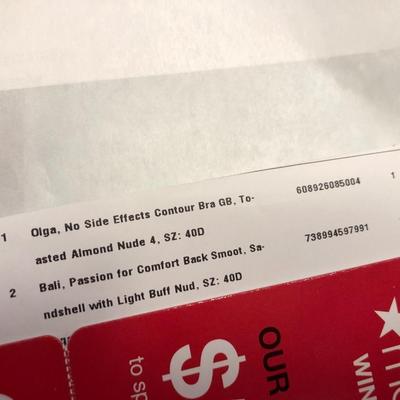 1 Olga, No Side Effects Contour Bra GB, To- 608926085004 1
asted Almond Nude 4, SZ: 40D
2 Bali, Passion for Comfort Back Smoot, Sa- 738994597991
ndshell with Light Buff Nud, SZ: 40D
OUR
$
to sp
WIN